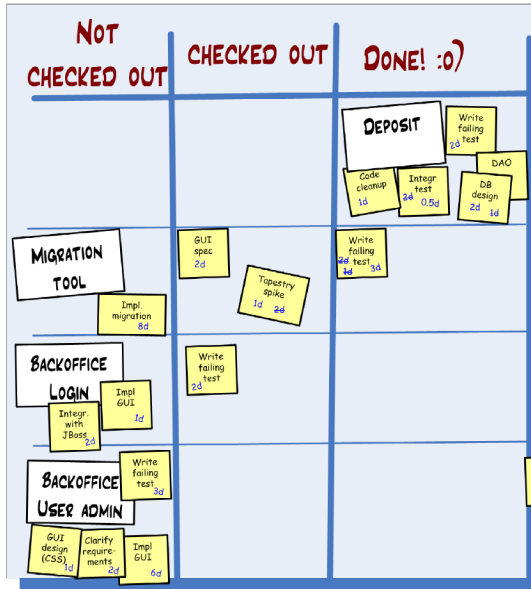 NOT
CHECKED OUT
CHECKED OUT
DONE! :o)
DEPOSIT
Write
failing
test
2d
DAO
Code
cleanup
1d
Integr
test
2d
0.5d
DB
design
2d
1d
MIGRATION
TOOL
Impl.
migration
8d
GUI
spec
2d
Tapestry
spike
1d 2d
Write
failing
2d test
1d 3d
BACKOFFICE
LOGIN
Integr.
with
JBoss
2d
Impl
GUI
1d
Write
failing
test
2d
BACKOFFICE
USER ADMIN
Write
failing
test
3d
GUI
design
(CSS)
1d
Clarify
require-
ments
2d
Impl
GUI
6d